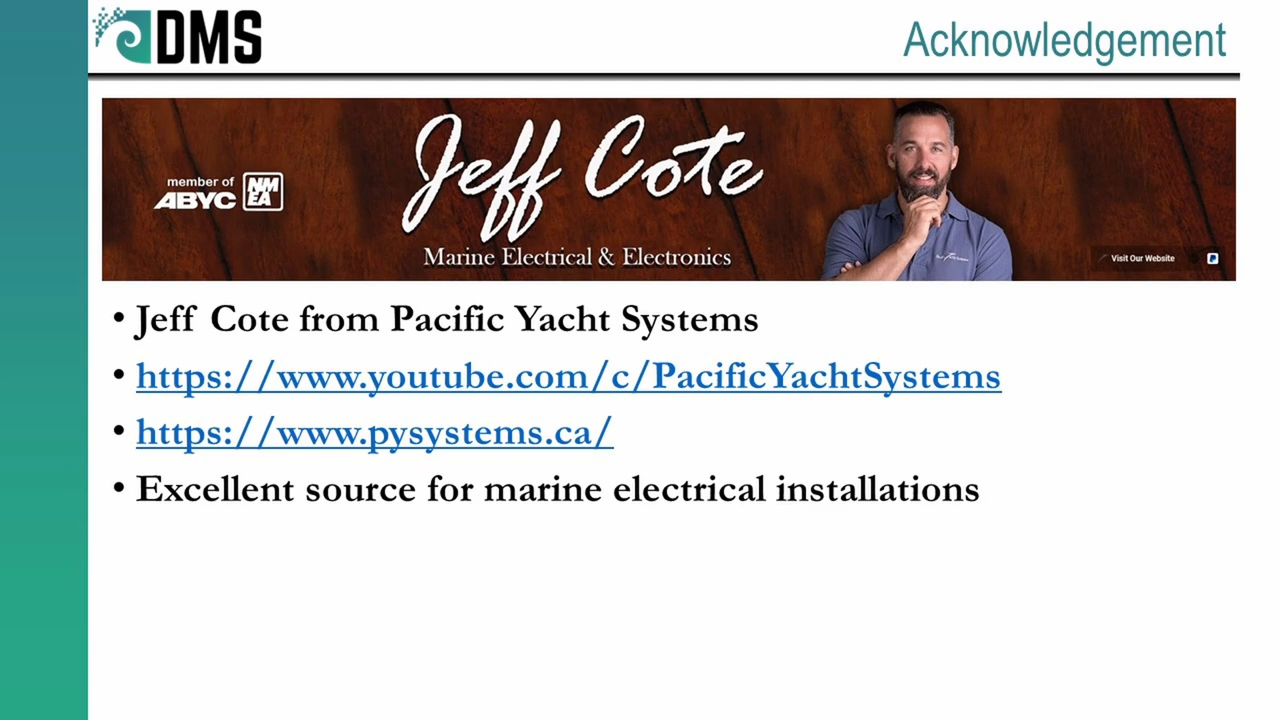 DMS
Acknowledgement
member of
ABYC NMEA
Jeff Cote
Marine Electrical & Electronics
Visit Our Website
• Jeff Cote from Pacific Yacht Systems
• https://www.youtube.com/c/PacificYachtSystems
• https://www.pysystems.ca/
• Excellent source for marine electrical installations